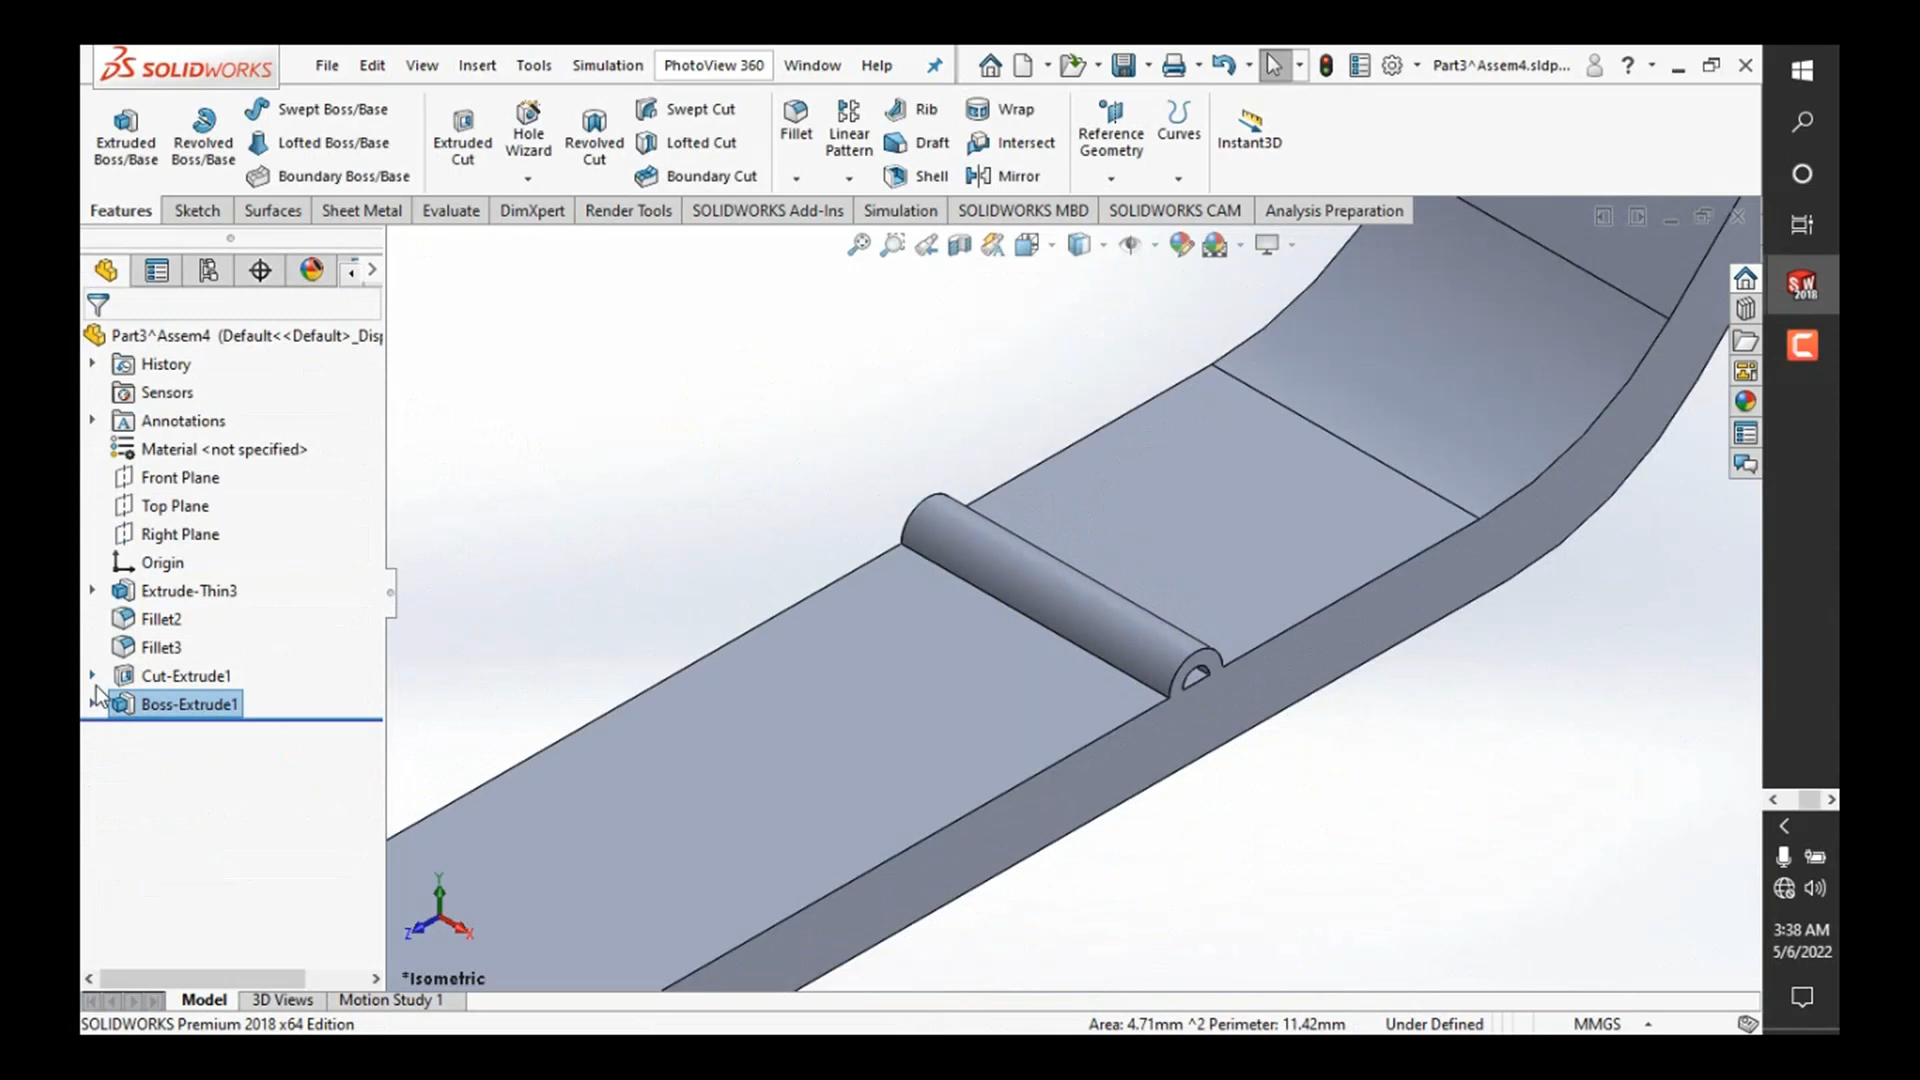 SOLIDWORKS File Edit View Insert Tools Simulation PhotoView 360 Window Help Part3^Assem4.sldp... ?
Extruded Boss/Base
Revolved Boss/Base
Swept Boss/Base
Lofted Boss/Base
Boundary Boss/Base
Extruded Cut
Hole Wizard
Revolved Cut
Swept Cut
Lofted Cut
Boundary Cut
Fillet
Linear Pattern
Rib
Draft
Shell
Wrap
Intersect
Mirror
Reference Geometry
Curves
Instant3D
Features Sketch Surfaces Sheet Metal Evaluate DimXpert Render Tools SOLIDWORKS Add-Ins Simulation SOLIDWORKS MBD SOLIDWORKS CAM Analysis Preparation
Part3^Assem4 (Default<<Default>_Disp
History
Sensors
Annotations
Material <not specified>
Front Plane
Top Plane
Right Plane
Origin
Extrude-Thin3
Fillet2
Fillet3
Cut-Extrude1
Boss-Extrude1
Y
Z
X
*Isometric
Model 3D Views Motion Study 1
SOLIDWORKS Premium 2018 x64 Edition
Area: 4.71mm ^2 Perimeter: 11.42mm Under Defined MMGS
SW
2018
C
3:38 AM
5/6/2022